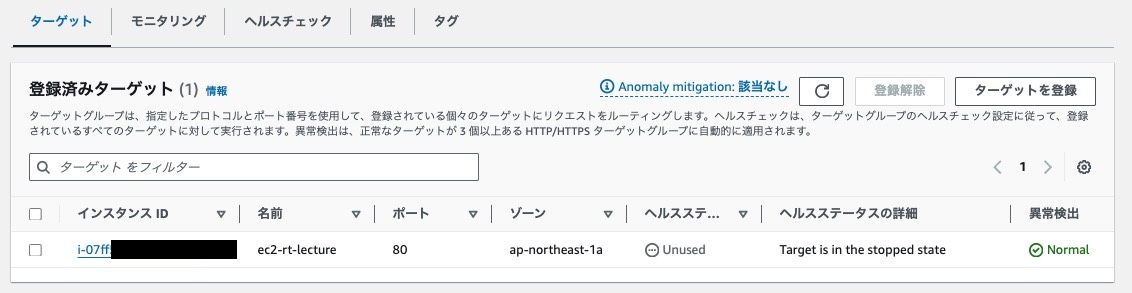 ターゲット モニタリング ヘルスチェック 属性 タグ
登録済みターゲット (1) 情報 Anomaly mitigation: 該当なし 登録解除 ターゲットを登録
ターゲットグループは、指定したプロトコルとポート番号を使用して、登録されている個々のターゲットにリクエストをルーティングします。ヘルスチェックは、ターゲットグループのヘルスチェック設定に従って、登録
されているすべてのターゲットに対して実行されます。異常検出は、正常なターゲットが 3 個以上ある HTTP/HTTPS ターゲットグループに自動的に適用されます。
ターゲット をフィルター 1
インスタンス ID 名前 ポート ゾーン ヘルスステ... ヘルスステータスの詳細 異常検出
i-07ff ec2-rt-lecture 80 ap-northeast-1a Unused Target is in the stopped state Normal